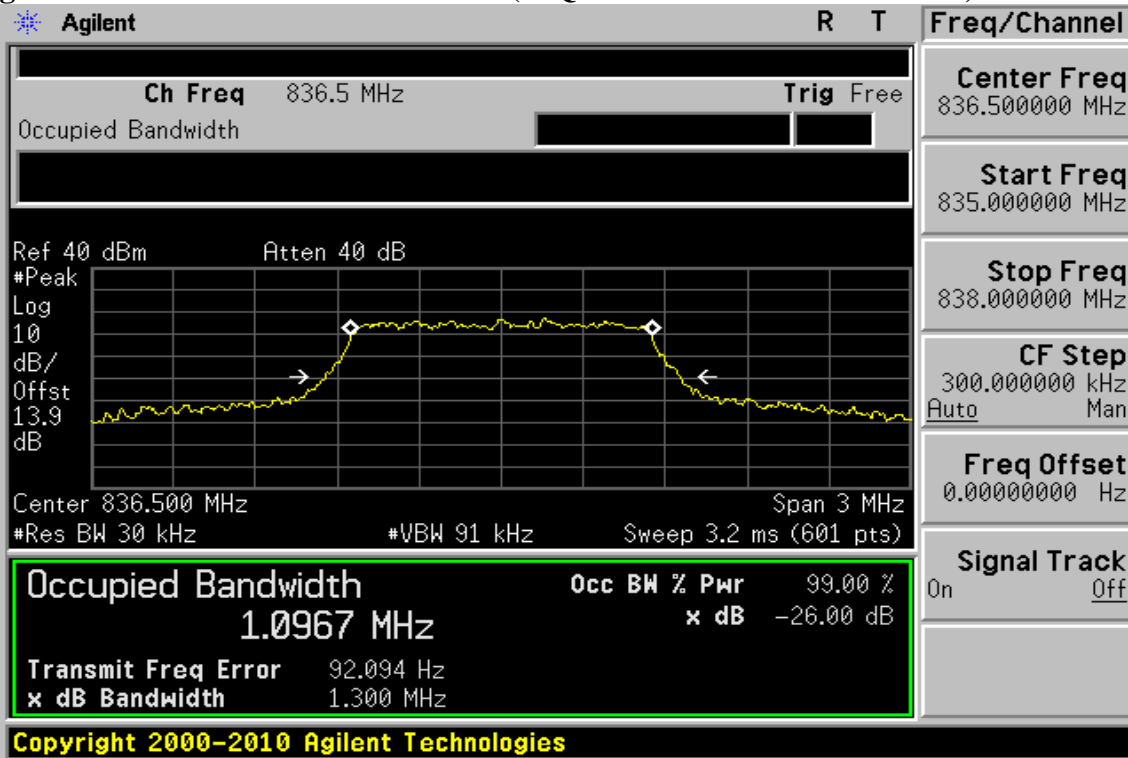 Agilent R T
Ch Freq 836.5 MHz Trig Free
Occupied Bandwidth
Ref 40 dBm Atten 40 dB
#Peak
Log
10
dB/
Offst
13.9
dB
Center 836.500 MHz Span 3 MHz
#Res BW 30 kHz #VBW 91 kHz Sweep 3.2 ms (601 pts)
Occupied Bandwidth Occ BW % Pwr 99.00 %
1.0967 MHz x dB -26.00 dB
Transmit Freq Error 92.094 Hz
x dB Bandwidth 1.300 MHz
Copyright 2000-2010 Agilent Technologies
Freq/Channel
Center Freq
836.500000 MHz
Start Freq
835.000000 MHz
Stop Freq
838.000000 MHz
CF Step
300.000000 kHz
Auto Man
Freq Offset
0.00000000 Hz
Signal Track
On Off